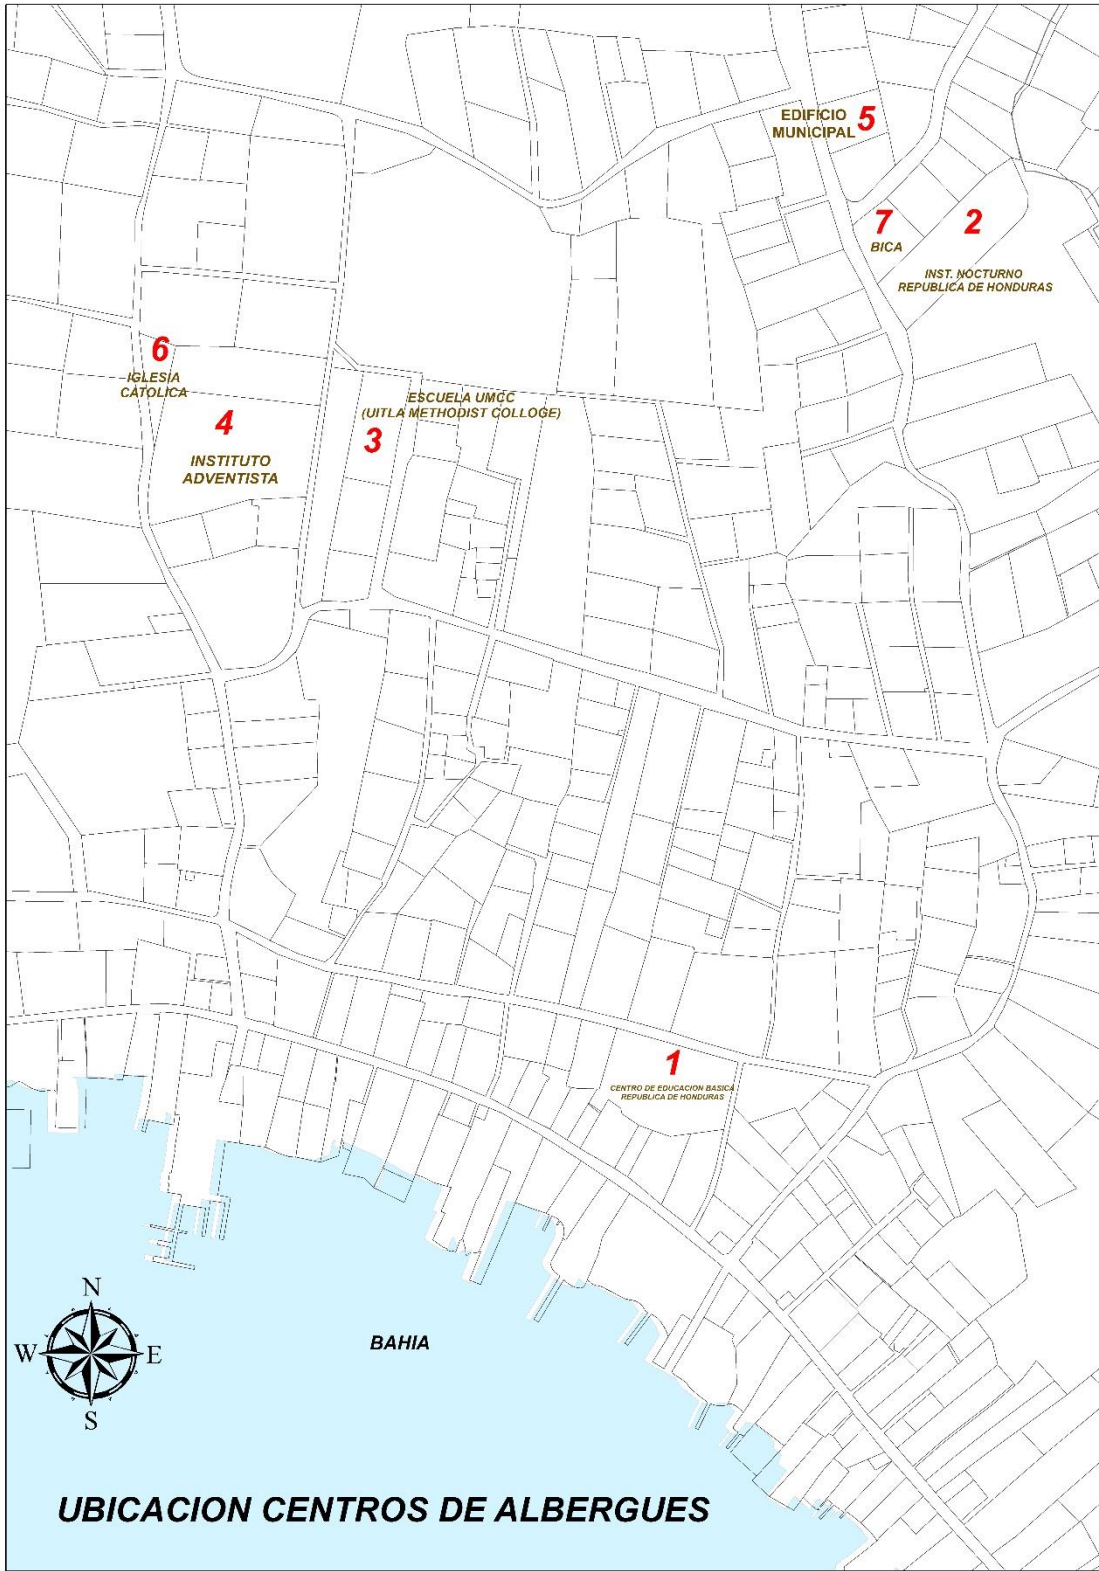 EDIFICIO
MUNICIPAL
5
7
BICA
2
INST. NOCTURNO
REPUBLICA DE HONDURAS
6
IGLESIA
CATOLICA
4
INSTITUTO
ADVENTISTA
ESCUELA UMCC
(UITLA METHODIST COLLOGE)
3
1
CENTRO DE EDUCACION BASICA
REPUBLICA DE HONDURAS
N
W
E
S
BAHIA
UBICACION CENTROS DE ALBERGUES